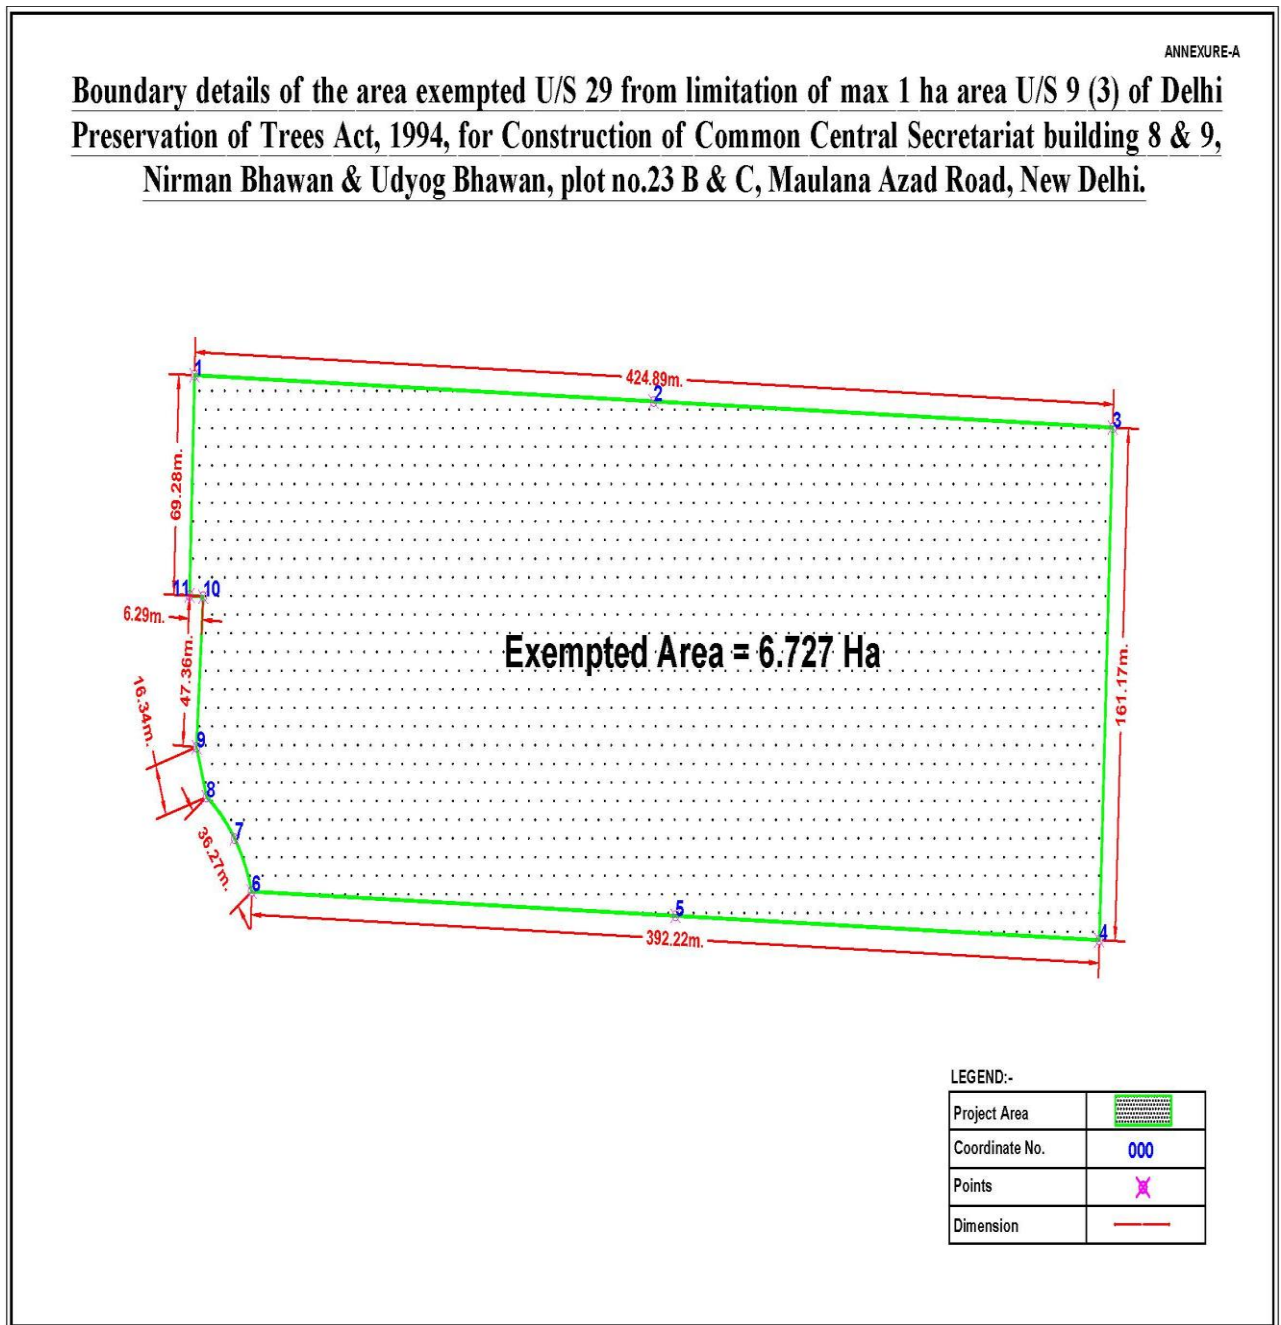 ANNEXURE-A
Boundary details of the area exempted U/S 29 from limitation of max 1 ha area U/S 9 (3) of Delhi
Preservation of Trees Act, 1994, for Construction of Common Central Secretariat building 8 & 9,
Nirman Bhawan & Udyog Bhawan, plot no.23 B & C, Maulana Azad Road, New Delhi.
1
424.89m.
2
3
69.28m.
11
10
6.29m.
47.36m.
Exempted Area = 6.727 Ha
161.17m.
16.34m.
9
8
7
36.27m.
6
5
392.22m.
4
LEGEND:-
Project Area
Coordinate No.
000
Points
Dimension